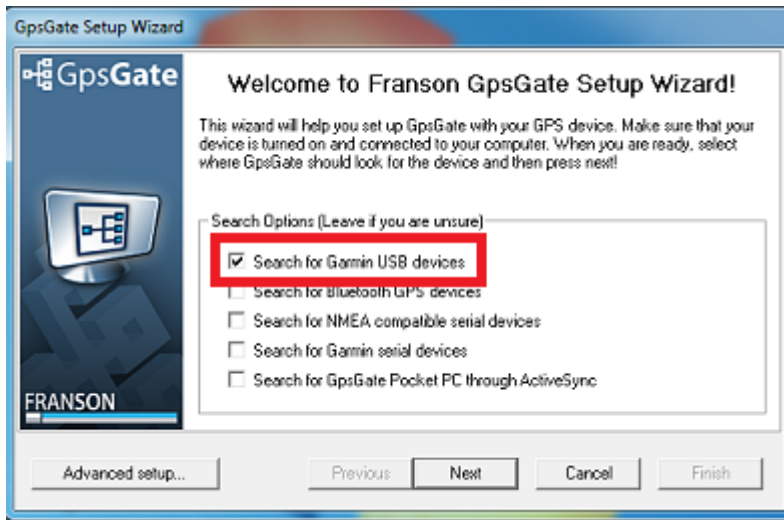 GpsGate Setup Wizard
GpsGate
Welcome to Franson GpsGate Setup Wizard!
This wizard will help you set up GpsGate with your GPS device. Make sure that your
device is turned on and connected to your computer. When you are ready, select
where GpsGate should look for the device and then press next!
Search Options (Leave if you are unsure)
Search for Garmin USB devices
Search for Bluetooth GPS devices
Search for NMEA compatible serial devices
Search for Garmin serial devices
Search for GpsGate Pocket PC through ActiveSync
FRANSON
Advanced setup...
Previous
Next
Cancel
Finish